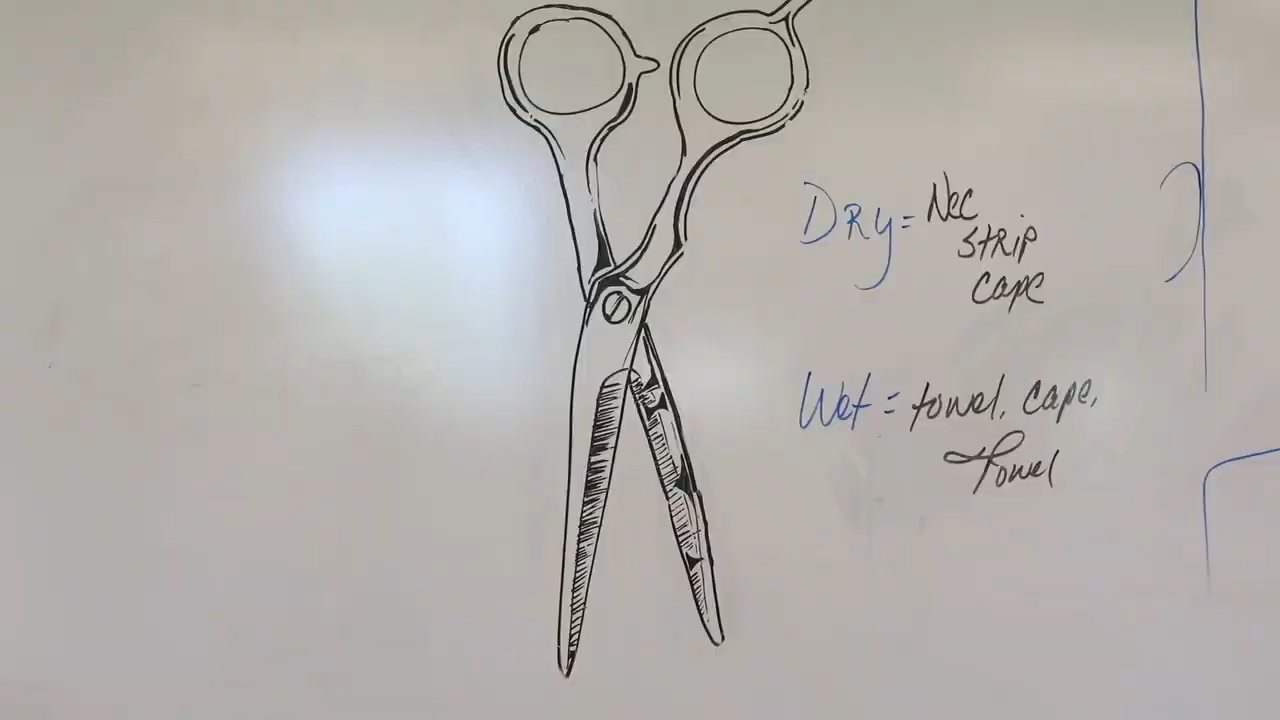 DRY = Nec
strip
cape
Wet = towel, cape,
Towel